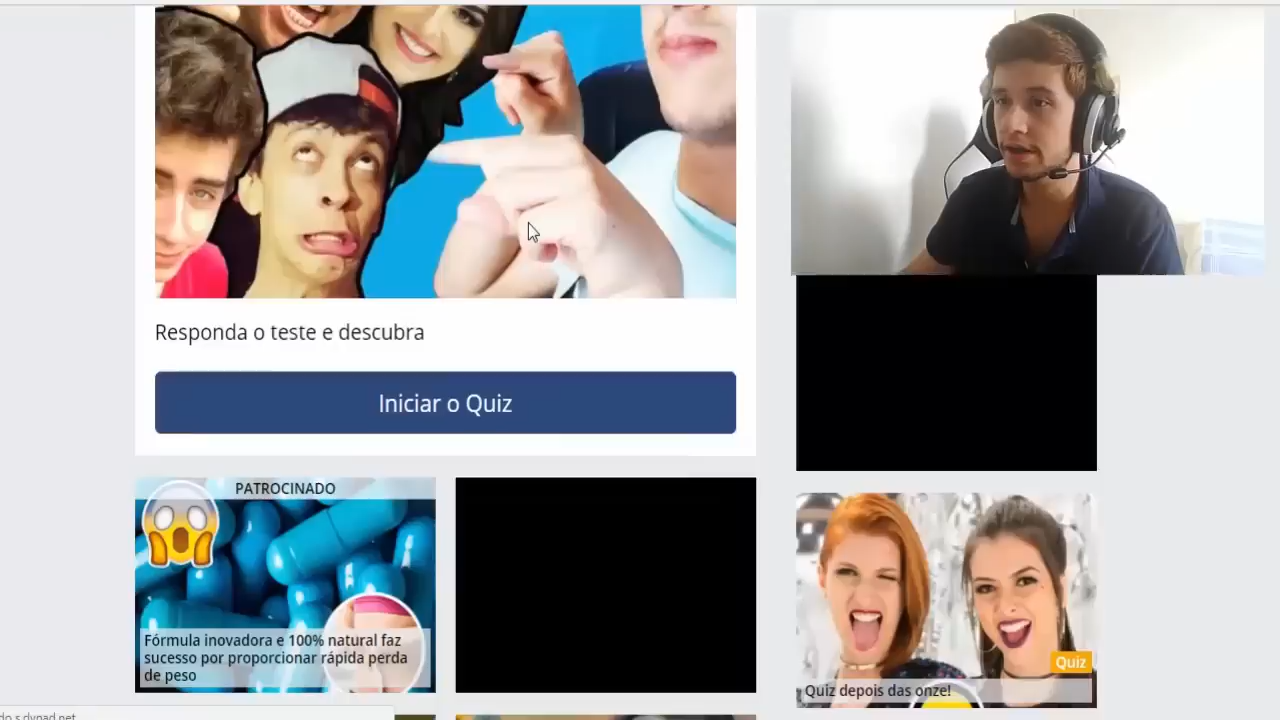 Responda o teste e descubra
Iniciar o Quiz
PATROCINADO
Fórmula inovadora e 100% natural faz
sucesso por proporcionar rápida perda
de peso
Quiz
Quiz depois das onze!